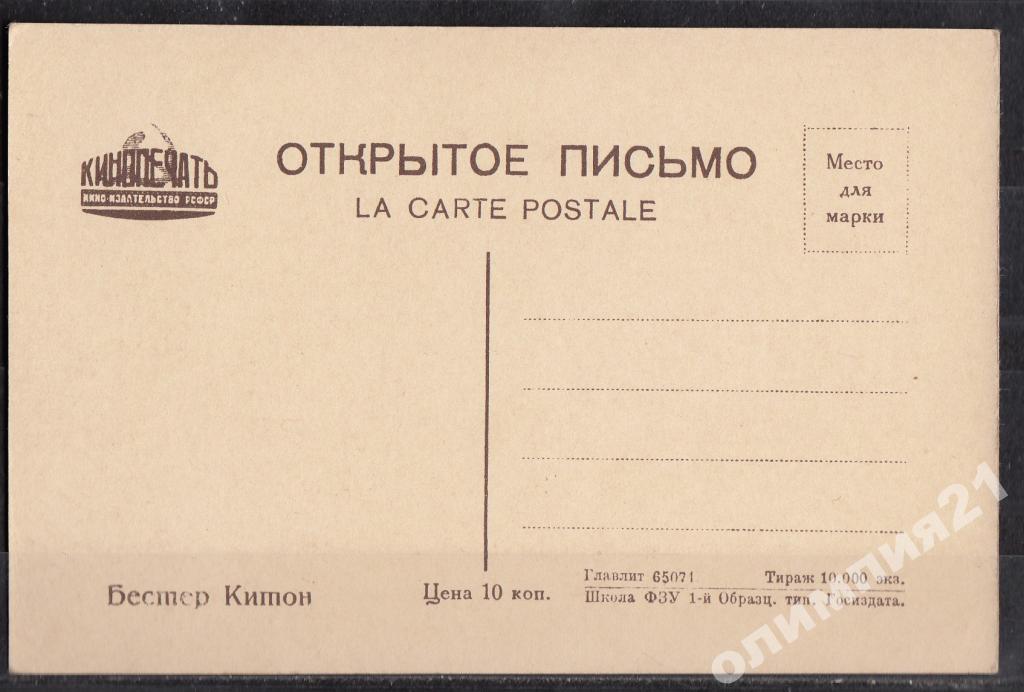 КИНОПЕЧАТЬ
КИНО-ИЗДАТЕЛЬСТВО РСФСР
ОТКРЫТОЕ ПИСЬМО
LA CARTE POSTALE
Место
для
марки
Бестер Китон
Цена 10 коп.
Главлит 65071 Тираж 10.000 экз.
Школа ФЗУ 1-й Образц. тип. Госиздата.
олимпия21